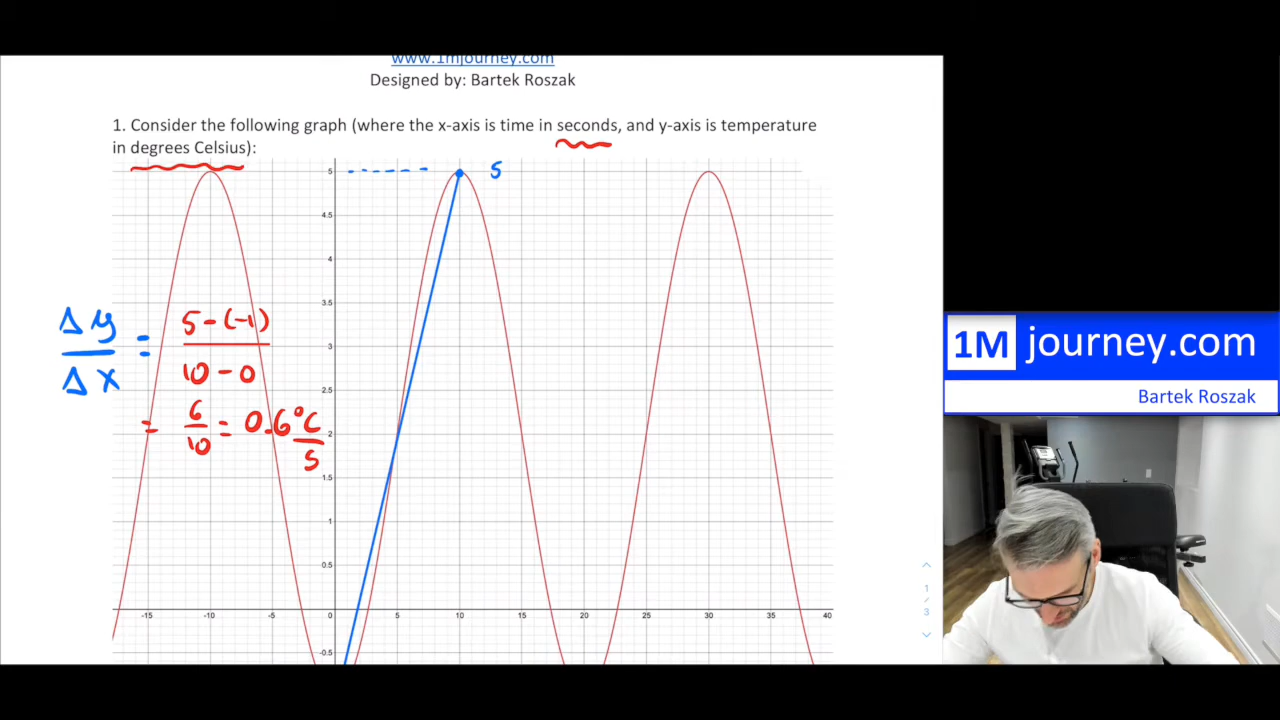 www.1mjourney.com
Designed by: Bartek Roszak
1. Consider the following graph (where the x-axis is time in seconds, and y-axis is temperature
in degrees Celsius):
5
5
4.5
4
3.5
3
2.5
2
1.5
1
0.5
-15 -10 -5 0 5 10 15 20 25 30 35 40
-0.5
Δy
Δx
= 5-(-1)
10-0
= 6
10
= 0.6 °C
s
1M journey.com
Bartek Roszak
1
/
3